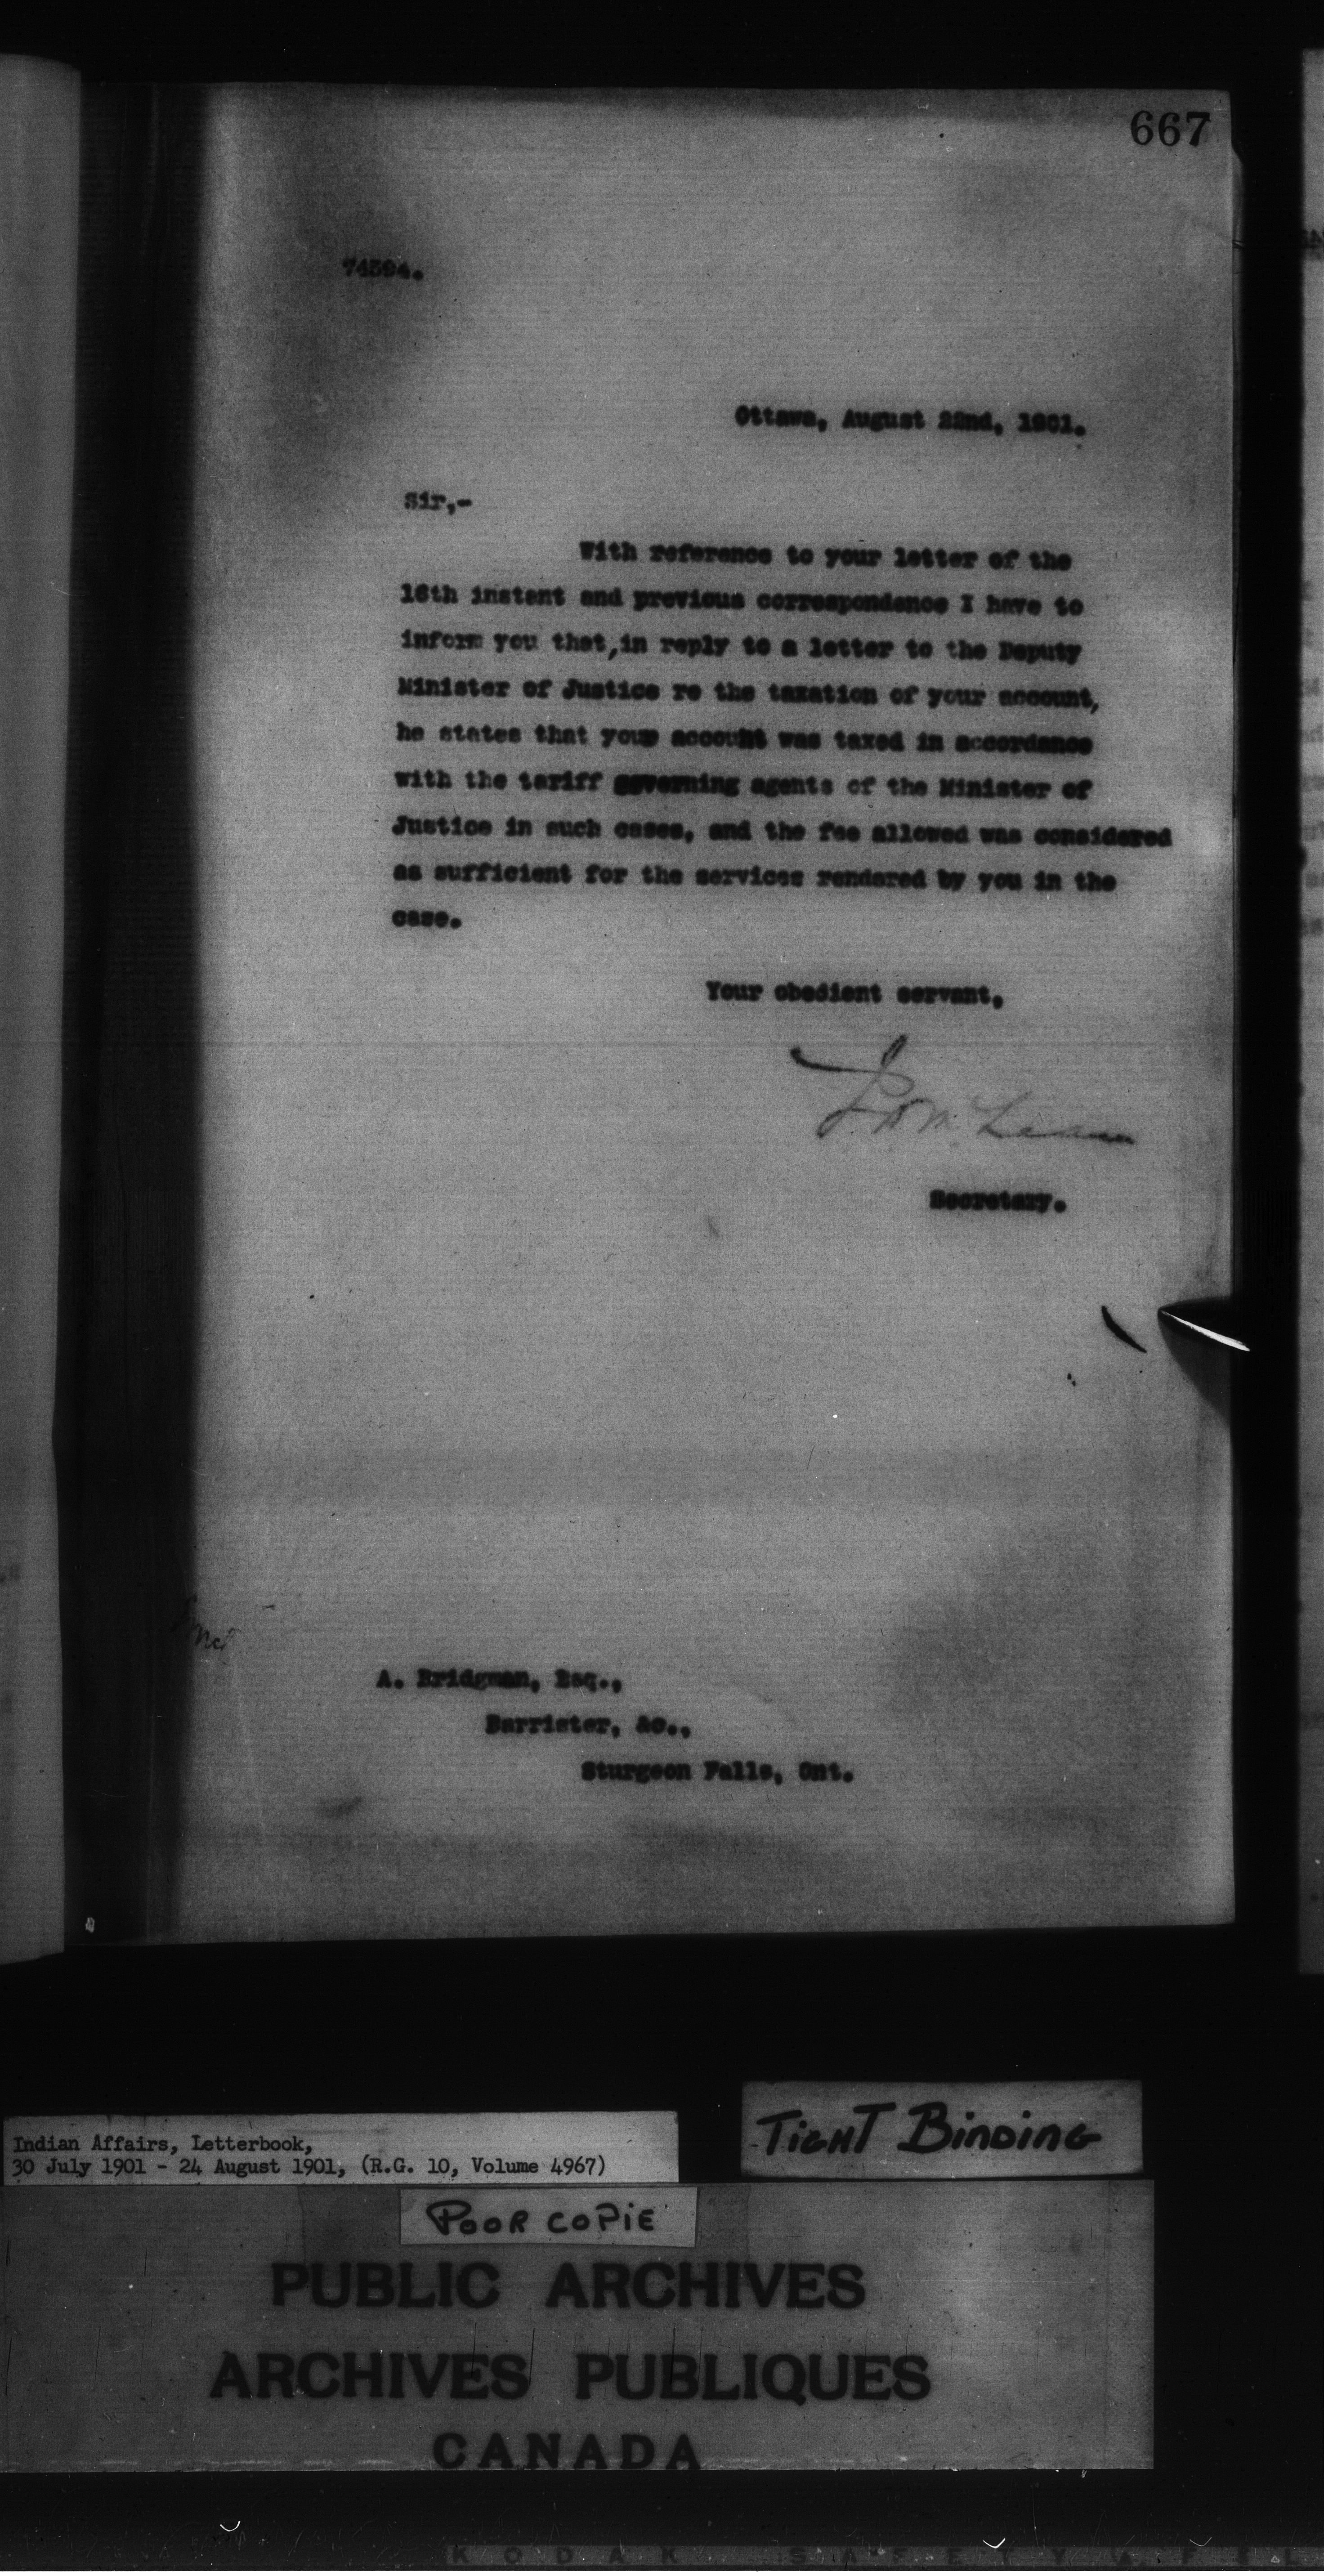 667
74394.
Ottawa, August 22nd, 1901.
Sir,-
With reference to your letter of the
16th instant and previous correspondence I have to
inform you that, in reply to a letter to the Deputy
Minister of Justice re the taxation of your account,
he states that your account was taxed in accordance
with the tariff governing agents of the Minister of
Justice in such cases, and the fee allowed was considered
as sufficient for the services rendered by you in the
case.
Your obedient servant,
McLean
Secretary.
A. Bridgman, Esq.,
Barrister, &c.,
Sturgeon Falls, Ont.
Indian Affairs, Letterbook,
30 July 1901 - 24 August 1901, (R.G. 10, Volume 4967)
TIGHT BINDING
POOR COPIE
PUBLIC ARCHIVES
ARCHIVES PUBLIQUES
CANADA
KODAK SAFETY FIL